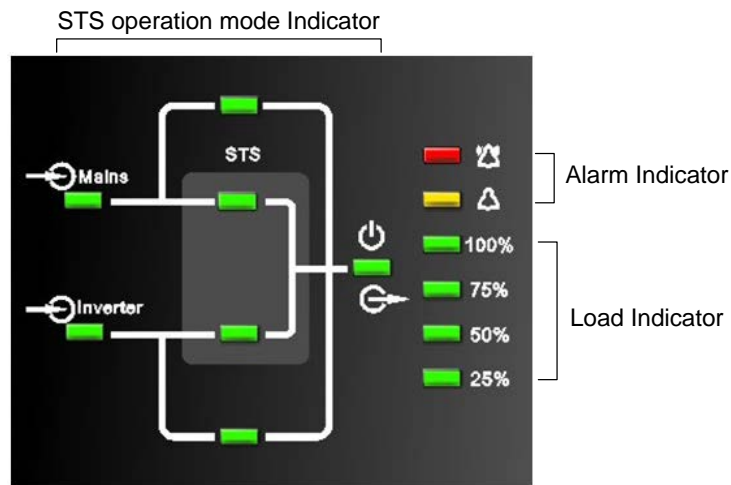 STS operation mode Indicator
STS
Mains
Alarm Indicator
100%
75%
Inverter
Load Indicator
50%
25%